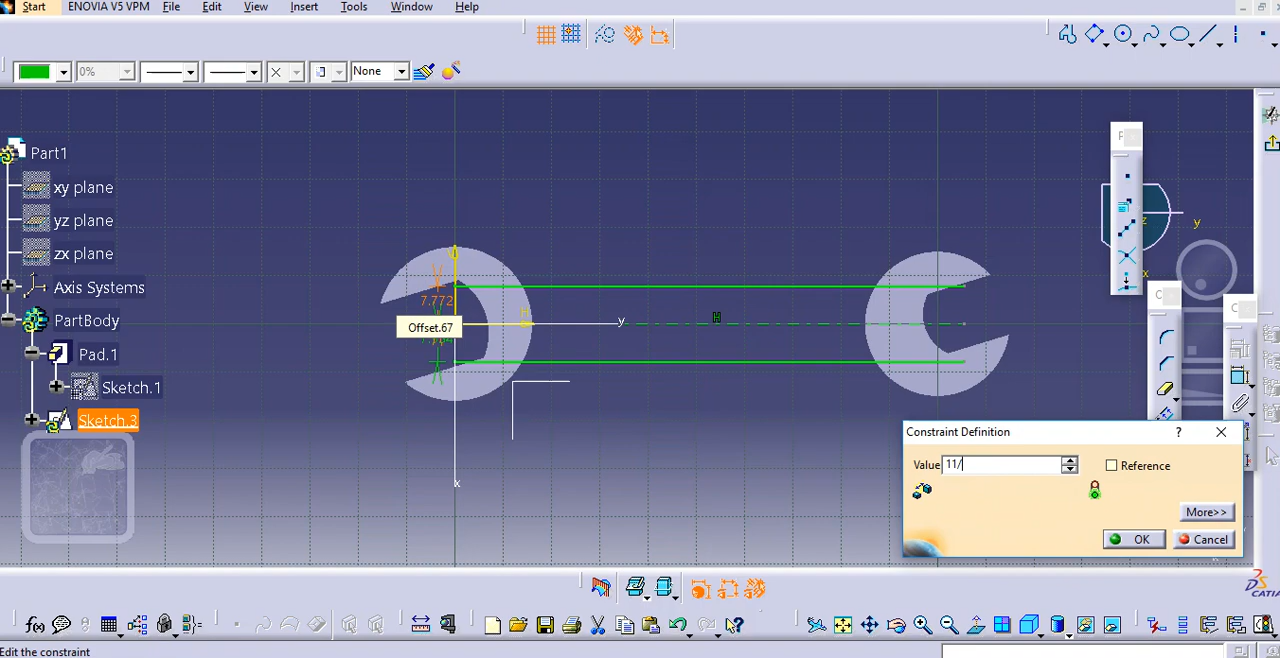 Start ENOVIA V5 VPM File Edit View Insert Tools Window Help
0% None
Part1
xy plane
yz plane
zx plane
Axis Systems
PartBody
Pad.1
Sketch.1
Sketch.3
7.772
Offset.67
H
H
y
x
z
y
x
P
C
C
Constraint Definition ?
Value 11/ Reference
More>>
OK Cancel
f(x)
CATIA
Edit the constraint